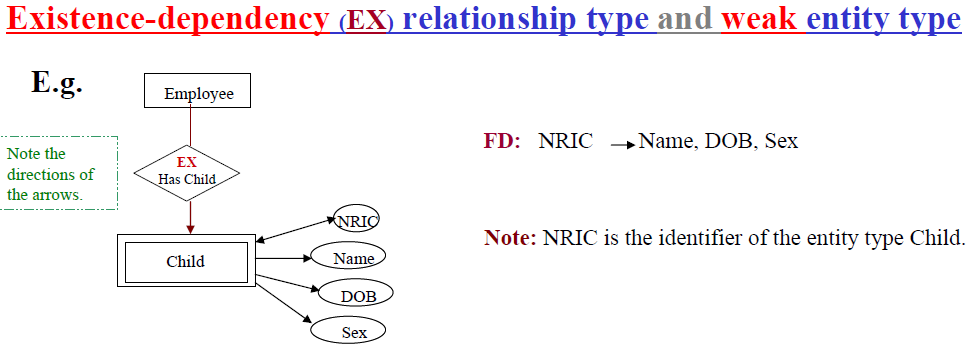 Existence-dependency (EX) relationship type and weak entity type
E.g.
Employee
Note the
directions of
the arrows.
EX
Has Child
Child
NRIC
Name
DOB
Sex
FD: NRIC → Name, DOB, Sex
Note: NRIC is the identifier of the entity type Child.